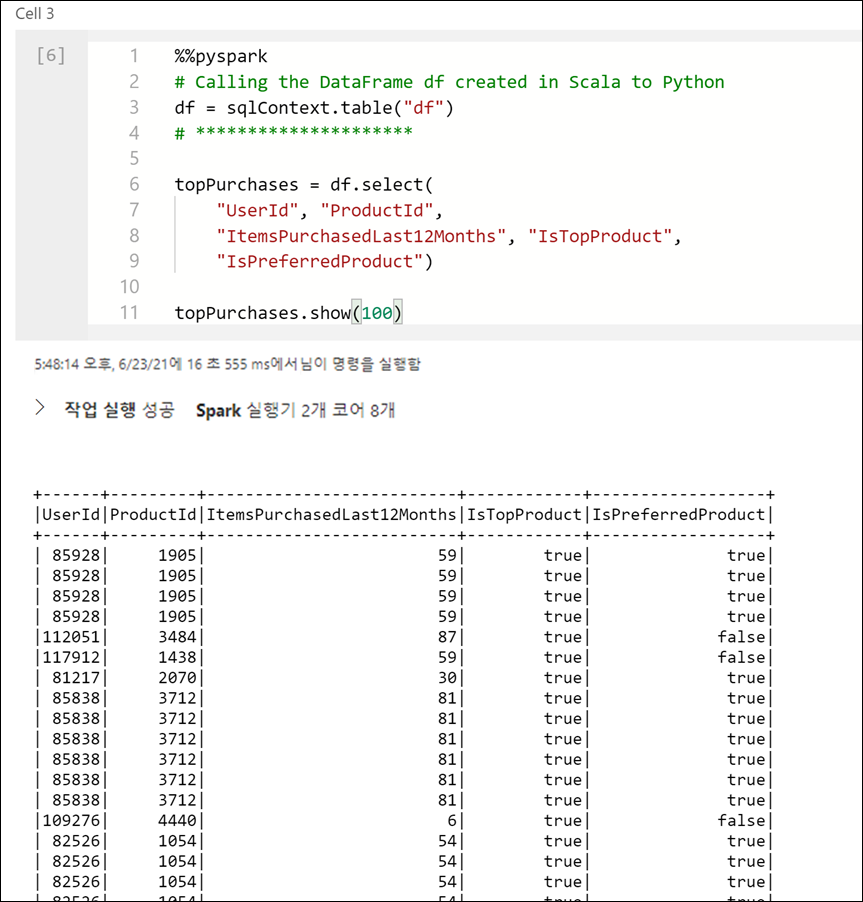 Cell 3
[6]
1 %%pyspark
2 # Calling the DataFrame df created in Scala to Python
3 df = sqlContext.table("df")
4 # *********************
5
6 topPurchases = df.select(
7 "UserId", "ProductId",
8 "ItemsPurchasedLast12Months", "IsTopProduct",
9 "IsPreferredProduct")
10
11 topPurchases.show(100)
5:48:14 오후, 6/23/21에 16 초 555 ms에서님이 명령을 실행함
> 작업 실행 성공 Spark 실행기 2개 코어 8개
+------+---------+--------------------------+------------+------------------+
|UserId|ProductId|ItemsPurchasedLast12Months|IsTopProduct|IsPreferredProduct|
+------+---------+--------------------------+------------+------------------+
| 85928|     1905|                        59|        true|              true|
| 85928|     1905|                        59|        true|              true|
| 85928|     1905|                        59|        true|              true|
| 85928|     1905|                        59|        true|              true|
|112051|     3484|                        87|        true|             false|
|117912|     1438|                        59|        true|             false|
| 81217|     2070|                        30|        true|              true|
| 85838|     3712|                        81|        true|              true|
| 85838|     3712|                        81|        true|              true|
| 85838|     3712|                        81|        true|              true|
| 85838|     3712|                        81|        true|              true|
| 85838|     3712|                        81|        true|              true|
| 85838|     3712|                        81|        true|              true|
|109276|     4440|                         6|        true|             false|
| 82526|     1054|                        54|        true|              true|
| 82526|     1054|                        54|        true|              true|
| 82526|     1054|                        54|        true|              true|